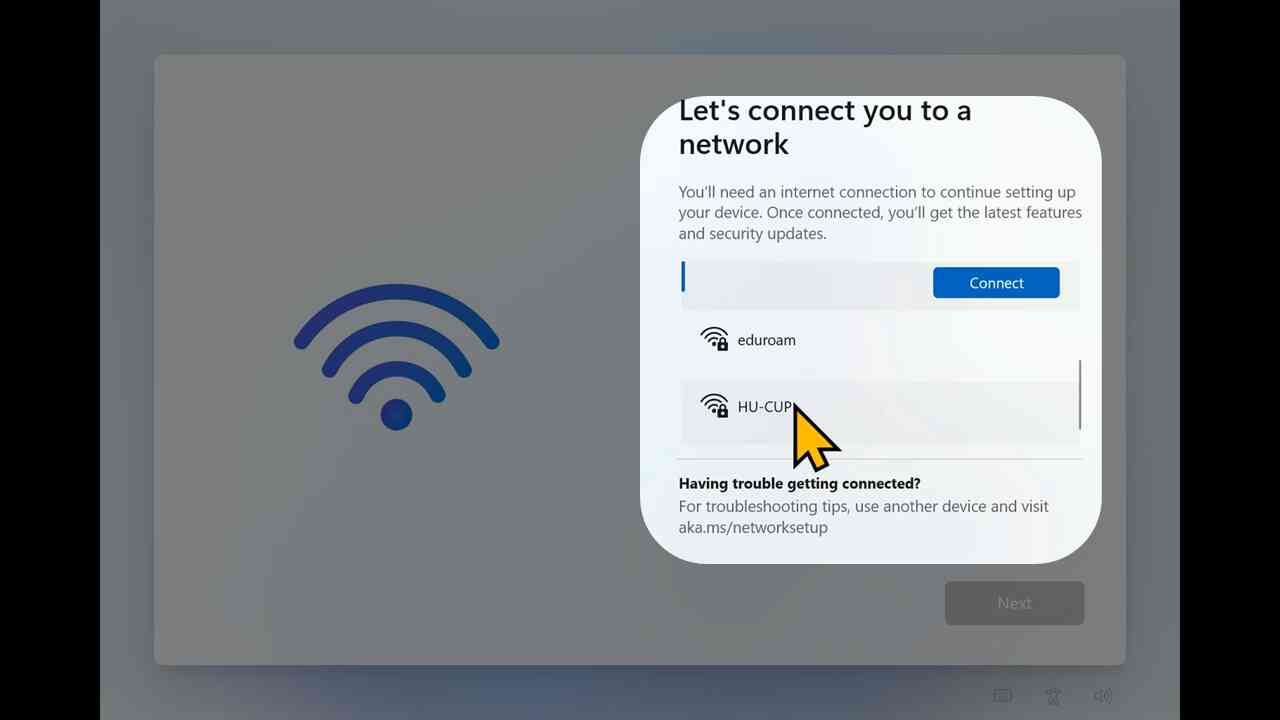 Let's connect you to a
network
You'll need an internet connection to continue setting up
your device. Once connected, you'll get the latest features
and security updates.
Connect
eduroam
HU-CUP
Having trouble getting connected?
For troubleshooting tips, use another device and visit
aka.ms/networksetup
Next